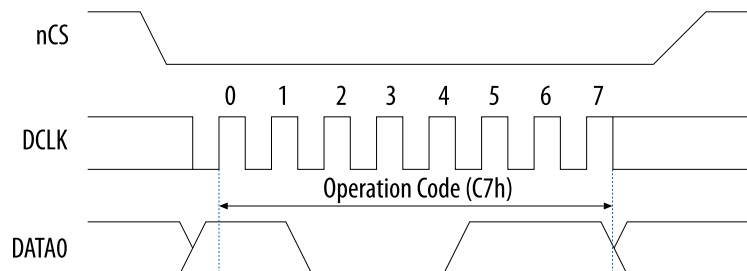 nCS
0 1 2 3 4 5 6 7
DCLK
Operation Code (C7h)
DATA0